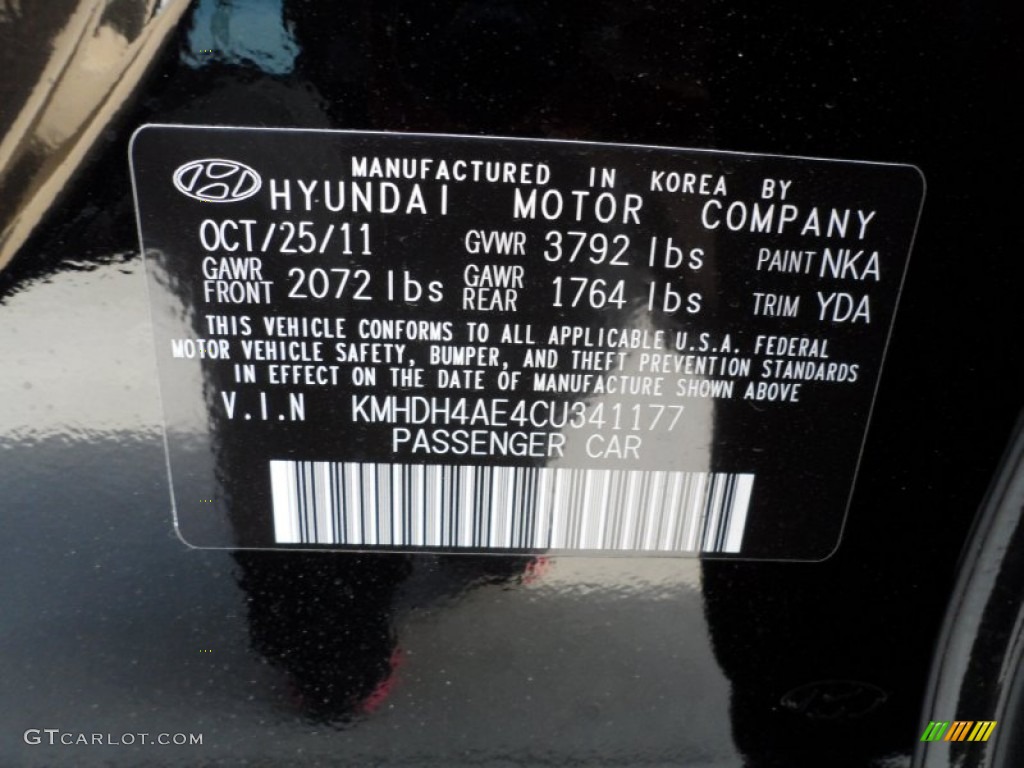 MANUFACTURED IN KOREA BY
HYUNDAI MOTOR COMPANY
OCT/25/11 GVWR 3792 lbs PAINT NKA
GAWR FRONT 2072 lbs GAWR REAR 1764 lbs TRIM YDA
THIS VEHICLE CONFORMS TO ALL APPLICABLE U.S.A. FEDERAL
MOTOR VEHICLE SAFETY, BUMPER, AND THEFT PREVENTION STANDARDS
IN EFFECT ON THE DATE OF MANUFACTURE SHOWN ABOVE
V.I.N KMHDH4AE4CU341177
PASSENGER CAR
GTCARLOT.COM